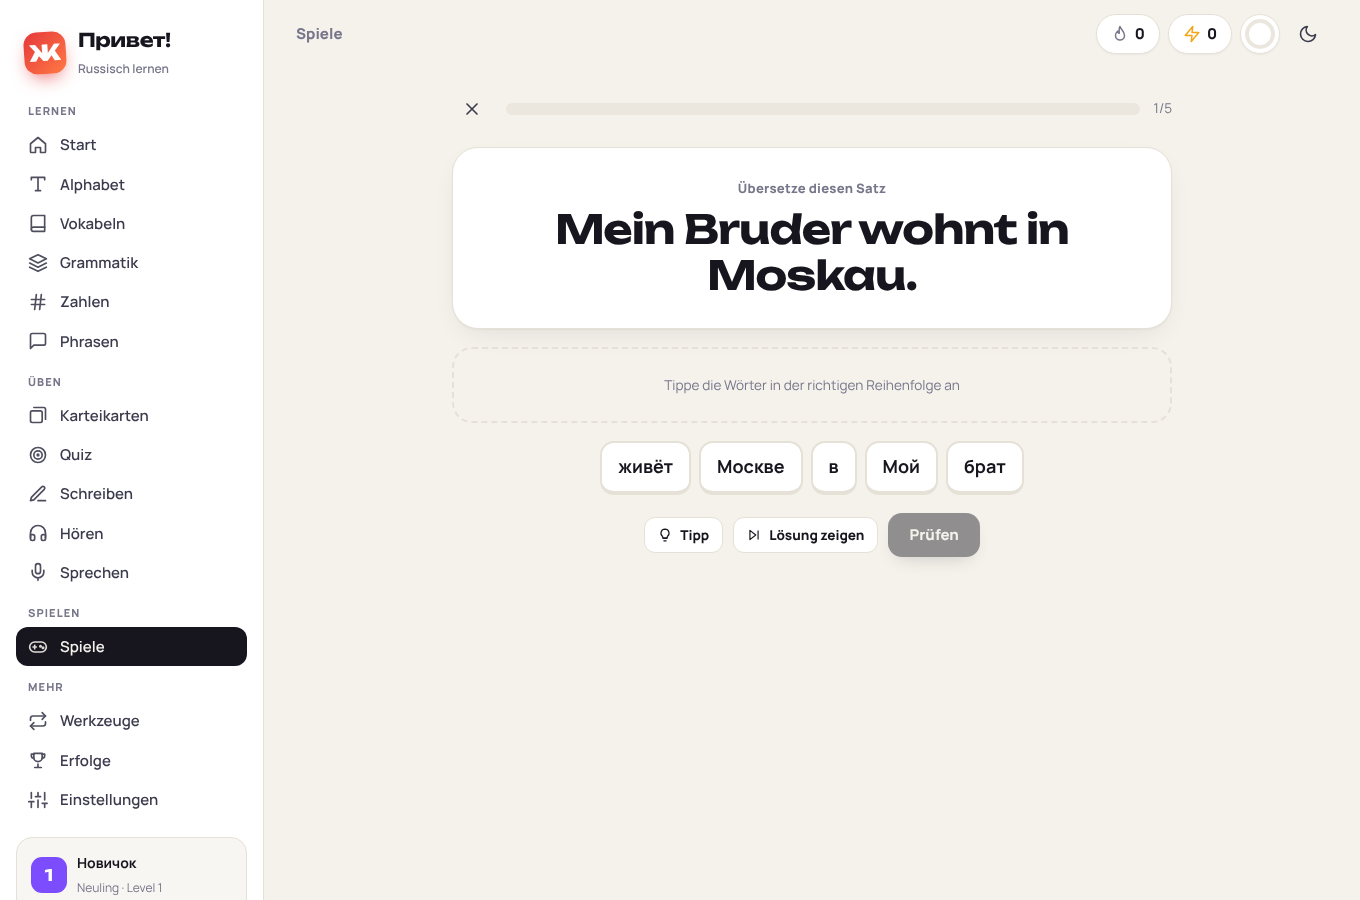 Ж
Привет!
Russisch lernen
LERNEN
Start
Alphabet
Vokabeln
Grammatik
Zahlen
Phrasen
ÜBEN
Karteikarten
Quiz
Schreiben
Hören
Sprechen
SPIELEN
Spiele
MEHR
Werkzeuge
Erfolge
Einstellungen
1
Новичок
Neuling · Level 1
Spiele
0
0
1/5
Übersetze diesen Satz
Mein Bruder wohnt in
Moskau.
Tippe die Wörter in der richtigen Reihenfolge an
живёт Москве в Мой брат
Tipp Lösung zeigen Prüfen